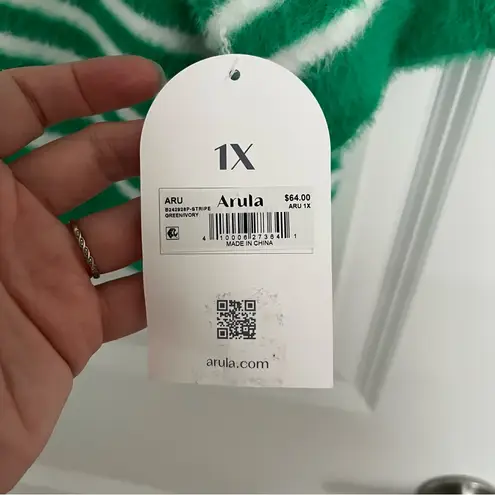 1X
ARU Arula $64.00
B242926P-STRIPE ARU 1X
GREEN/IVORY
4 10006 27364 1
MADE IN CHINA
arula.com